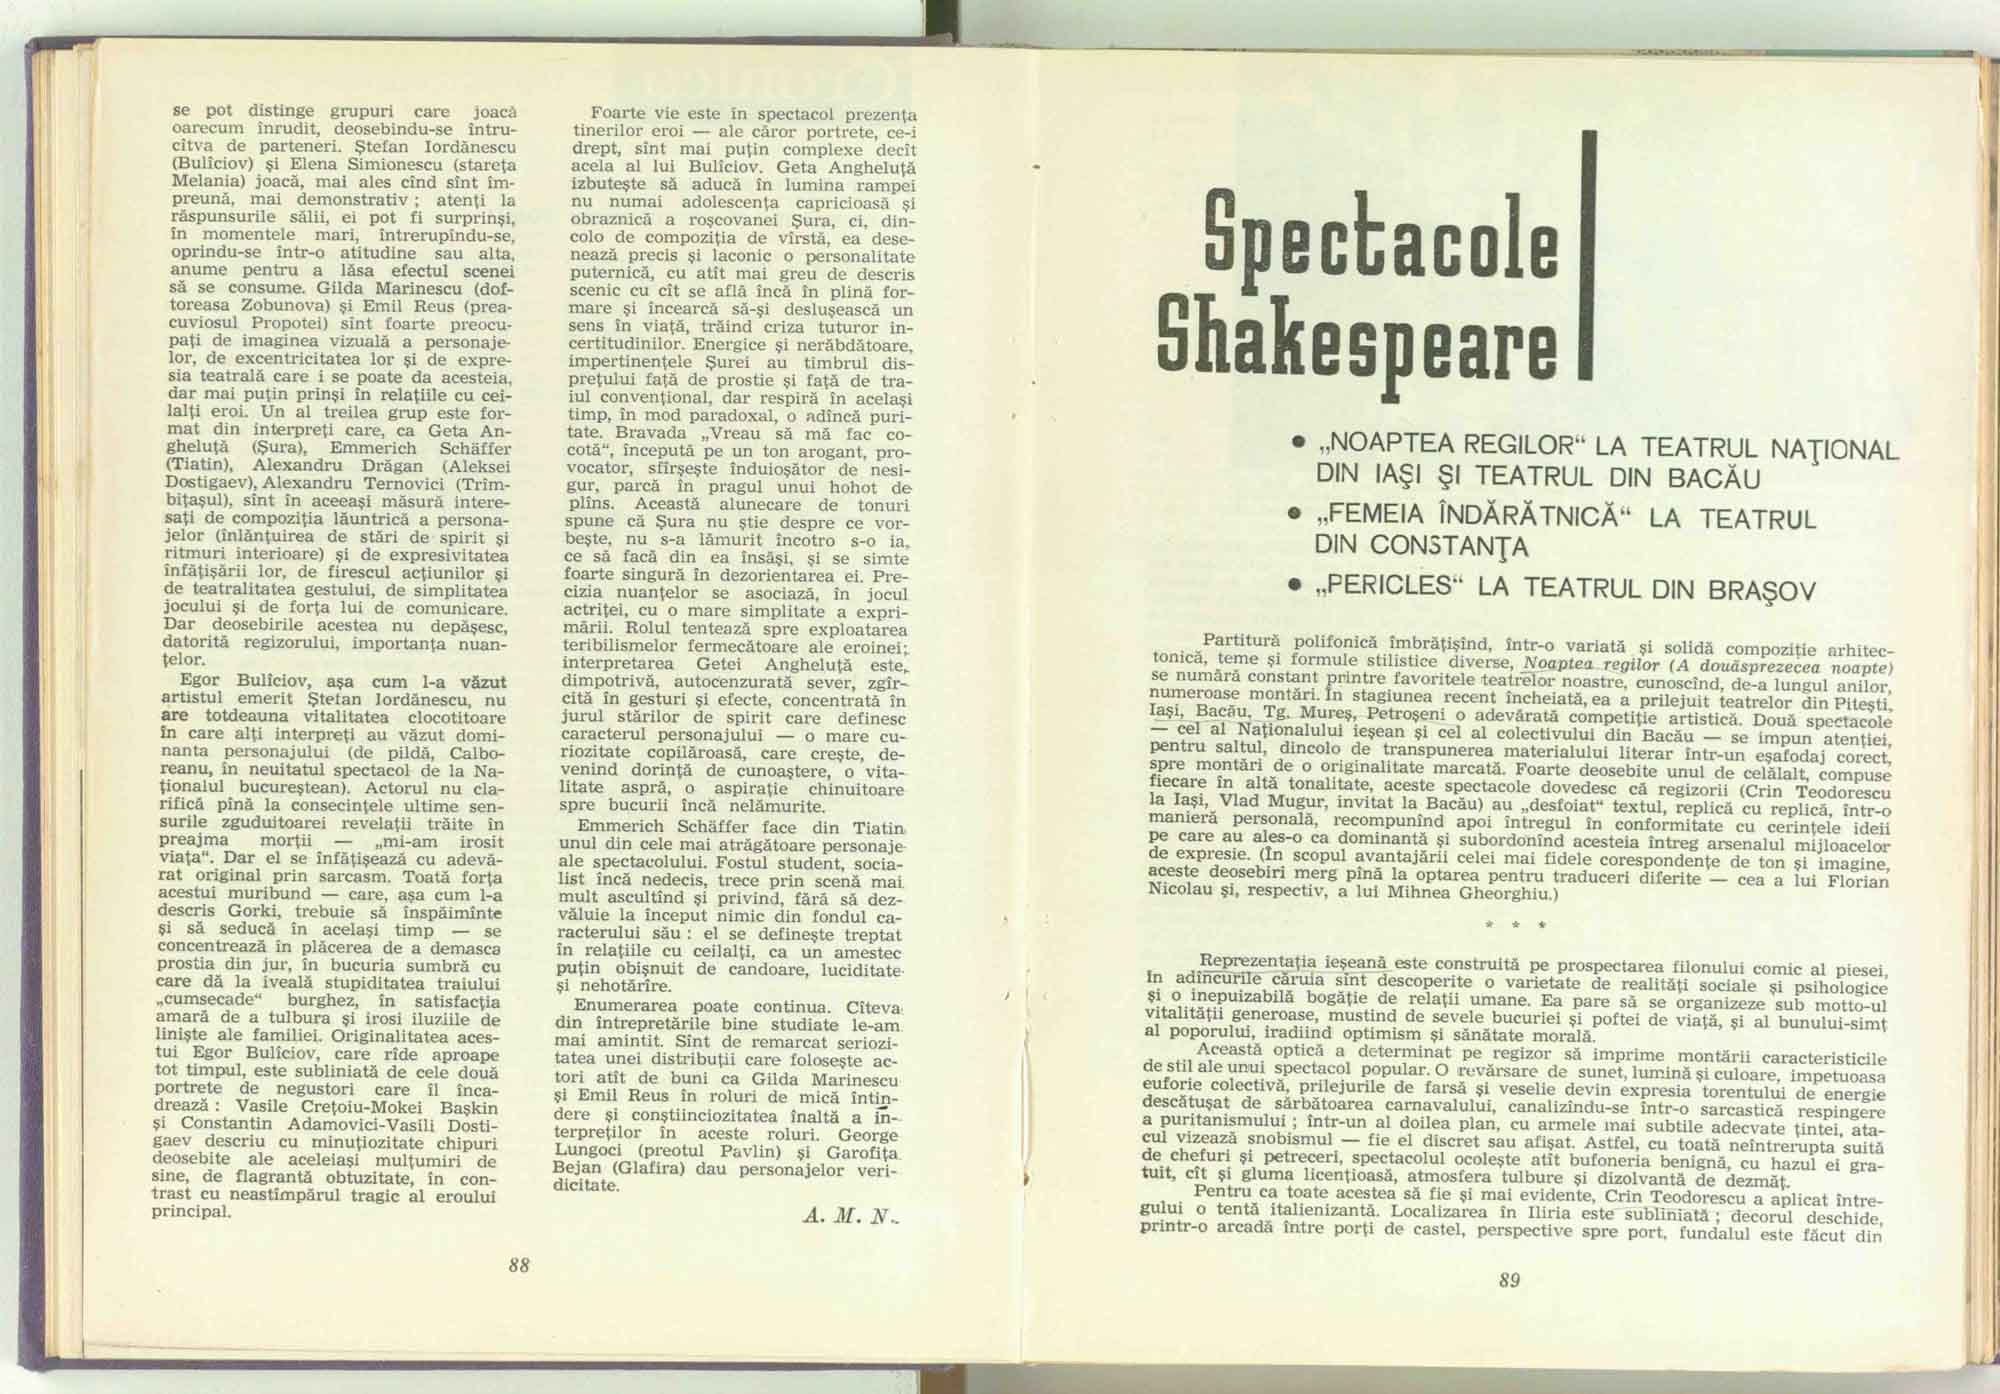 se pot distinge grupuri care joacă
oarecum înrudit, deosebindu-se întru-
cîtva de parteneri. Ștefan Iordănescu
(Bulîciov) și Elena Simionescu (stareța
Melania) joacă, mai ales cînd sînt îm-
preună, mai demonstrativ ; atenți la
răspunsurile sălii, ei pot fi surprinși,
în momentele mari, întrerupîndu-se,
oprindu-se într-o atitudine sau alta,
anume pentru a lăsa efectul scenei
să se consume. Gilda Marinescu (dof-
toreasa Zobunova) și Emil Reus (prea-
cuviosul Propotei) sînt foarte preocu-
pați de imaginea vizuală a personaje-
lor, de excentricitatea lor și de expre-
sia teatrală care i se poate da acesteia,
dar mai puțin prinși în relațiile cu cei-
lalți eroi. Un al treilea grup este for-
mat din interpreți care, ca Geta An-
gheluță (Șura), Emmerich Schäffer
(Tiatin), Alexandru Drăgan (Aleksei
Dostigaev), Alexandru Ternovici (Trîm-
bițașul), sînt în aceeași măsură intere-
sați de compoziția lăuntrică a persona-
jelor (înlănțuirea de stări de spirit și
ritmuri interioare) și de expresivitatea
înfățișării lor, de firescul acțiunilor și
de teatralitatea gestului, de simplitatea
jocului și de forța lui de comunicare.
Dar deosebirile acestea nu depășesc,
datorită regizorului, importanța nuan-
țelor.
Egor Bulîciov, așa cum l-a văzut
artistul emerit Ștefan Iordănescu, nu
are totdeauna vitalitatea clocotitoare
în care alți interpreți au văzut domi-
nanta personajului (de pildă, Calbo-
reanu, în neuitatul spectacol de la Na-
ționalul bucureștean). Actorul nu cla-
rifică pînă la consecințele ultime sen-
surile zguduitoarei revelații trăite în
preajma morții — „mi-am irosit
viața“. Dar el se înfățișează cu adevă-
rat original prin sarcasm. Toată forța
acestui muribund — care, așa cum l-a
descris Gorki, trebuie să înspăimînte
și să seducă în același timp — se
concentrează în plăcerea de a demasca
prostia din jur, în bucuria sumbră cu
care dă la iveală stupiditatea traiului
„cumsecade“ burghez, în satisfacția
amară de a tulbura și irosi iluziile de
liniște ale familiei. Originalitatea aces-
tui Egor Bulîciov, care rîde aproape
tot timpul, este subliniată de cele două
portrete de negustori care îl înca-
drează : Vasile Crețoiu-Mokei Bașkin
și Constantin Adamovici-Vasili Dosti-
gaev descriu cu minuțiozitate chipuri
deosebite ale aceleiași mulțumiri de
sine, de flagrantă obtuzitate, în con-
trast cu neastîmpărul tragic al eroului
principal.
Foarte vie este în spectacol prezența
tinerilor eroi — ale căror portrete, ce-i
drept, sînt mai puțin complexe decît
acela al lui Bulîciov. Geta Angheluță
izbutește să aducă în lumina rampei
nu numai adolescența capricioasă și
obraznică a roșcovanei Șura, ci, din-
colo de compoziția de vîrstă, ea dese-
nează precis și laconic o personalitate
puternică, cu atît mai greu de descris
scenic cu cît se află încă în plină for-
mare și încearcă să-și deslușească un
sens în viață, trăind criza tuturor in-
certitudinilor. Energice și nerăbdătoare,
impertinențele Șurei au timbrul dis-
prețului față de prostie și față de tra-
iul convențional, dar respiră în același
timp, în mod paradoxal, o adîncă puri-
tate. Bravada „Vreau să mă fac co-
cotă“, începută pe un ton arogant, pro-
vocator, sfîrșește înduioșător de nesi-
gur, parcă în pragul unui hohot de
plîns. Această alunecare de tonuri
spune că Șura nu știe despre ce vor-
bește, nu s-a lămurit încotro s-o ia,
ce să facă din ea însăși, și se simte
foarte singură în dezorientarea ei. Pre-
cizia nuanțelor se asociază, în jocul
actriței, cu o mare simplitate a expri-
mării. Rolul tentează spre exploatarea
teribilismelor fermecătoare ale eroinei;
interpretarea Getei Angheluță este,
dimpotrivă, autocenzurată sever, zgîr-
cită în gesturi și efecte, concentrată în
jurul stărilor de spirit care definesc
caracterul personajului — o mare cu-
riozitate copilăroasă, care crește, de-
venind dorință de cunoaștere, o vita-
litate aspră, o aspirație chinuitoare
spre bucurii încă nelămurite.
Emmerich Schäffer face din Tiatin
unul din cele mai atrăgătoare personaje
ale spectacolului. Fostul student, socia-
list încă nedecis, trece prin scenă mai
mult ascultînd și privind, fără să dez-
văluie la început nimic din fondul ca-
racterului său : el se definește treptat
în relațiile cu ceilalți, ca un amestec
puțin obișnuit de candoare, luciditate
și nehotărîre.
Enumerarea poate continua. Cîteva
din întrepretările bine studiate le-am
mai amintit. Sînt de remarcat seriozi-
tatea unei distribuții care folosește ac-
tori atît de buni ca Gilda Marinescu
și Emil Reus în roluri de mică întin-
dere și conștiinciozitatea înaltă a in-
terpreților în aceste roluri. George
Lungoci (preotul Pavlin) și Garofița
Bejan (Glafira) dau personajelor veri-
dicitate.
A. M. N.
88
Spectacole
Shakespeare
• „NOAPTEA REGILOR“ LA TEATRUL NAȚIONAL
DIN IAȘI ȘI TEATRUL DIN BACĂU
• „FEMEIA ÎNDĂRĂTNICĂ“ LA TEATRUL
DIN CONSTANȚA
• „PERICLES“ LA TEATRUL DIN BRAȘOV
Partitură polifonică îmbrățișînd, într-o variată și solidă compoziție arhitec-
tonică, teme și formule stilistice diverse, Noaptea regilor (A douăsprezecea noapte)
se numără constant printre favoritele teatrelor noastre, cunoscînd, de-a lungul anilor,
numeroase montări. În stagiunea recent încheiată, ea a prilejuit teatrelor din Pitești,
Iași, Bacău, Tg. Mureș, Petroșeni o adevărată competiție artistică. Două spectacole
— cel al Naționalului ieșean și cel al colectivului din Bacău — se impun atenției,
pentru saltul, dincolo de transpunerea materialului literar într-un eșafodaj corect,
spre montări de o originalitate marcată. Foarte deosebite unul de celălalt, compuse
fiecare în altă tonalitate, aceste spectacole dovedesc că regizorii (Crin Teodorescu
la Iași, Vlad Mugur, invitat la Bacău) au „desfoiat“ textul, replică cu replică, într-o
manieră personală, recompunînd apoi întregul în conformitate cu cerințele ideii
pe care au ales-o ca dominantă și subordonînd acesteia întreg arsenalul mijloacelor
de expresie. (În scopul avantajării celei mai fidele corespondențe de ton și imagine,
aceste deosebiri merg pînă la optarea pentru traduceri diferite — cea a lui Florian
Nicolau și, respectiv, a lui Mihnea Gheorghiu.)
* * *
Reprezentația ieșeană este construită pe prospectarea filonului comic al piesei,
în adîncurile căruia sînt descoperite o varietate de realități sociale și psihologice
și o inepuizabilă bogăție de relații umane. Ea pare să se organizeze sub motto-ul
vitalității generoase, mustind de sevele bucuriei și poftei de viață, și al bunului-simț
al poporului, iradiind optimism și sănătate morală.
Această optică a determinat pe regizor să imprime montării caracteristicile
de stil ale unui spectacol popular. O revărsare de sunet, lumină și culoare, impetuoasa
euforie colectivă, prilejurile de farsă și veselie devin expresia torentului de energie
descătușat de sărbătoarea carnavalului, canalizîndu-se într-o sarcastică respingere
a puritanismului ; într-un al doilea plan, cu armele mai subtile adecvate țintei, ata-
cul vizează snobismul — fie el discret sau afișat. Astfel, cu toată neîntrerupta suită
de chefuri și petreceri, spectacolul ocolește atît bufoneria benignă, cu hazul ei gra-
tuit, cît și gluma licențioasă, atmosfera tulbure și dizolvantă de dezmăț.
Pentru ca toate acestea să fie și mai evidente, Crin Teodorescu a aplicat între-
gului o tentă italienizantă. Localizarea în Iliria este subliniată ; decorul deschide,
printr-o arcadă între porți de castel, perspective spre port, fundalul este făcut din
89